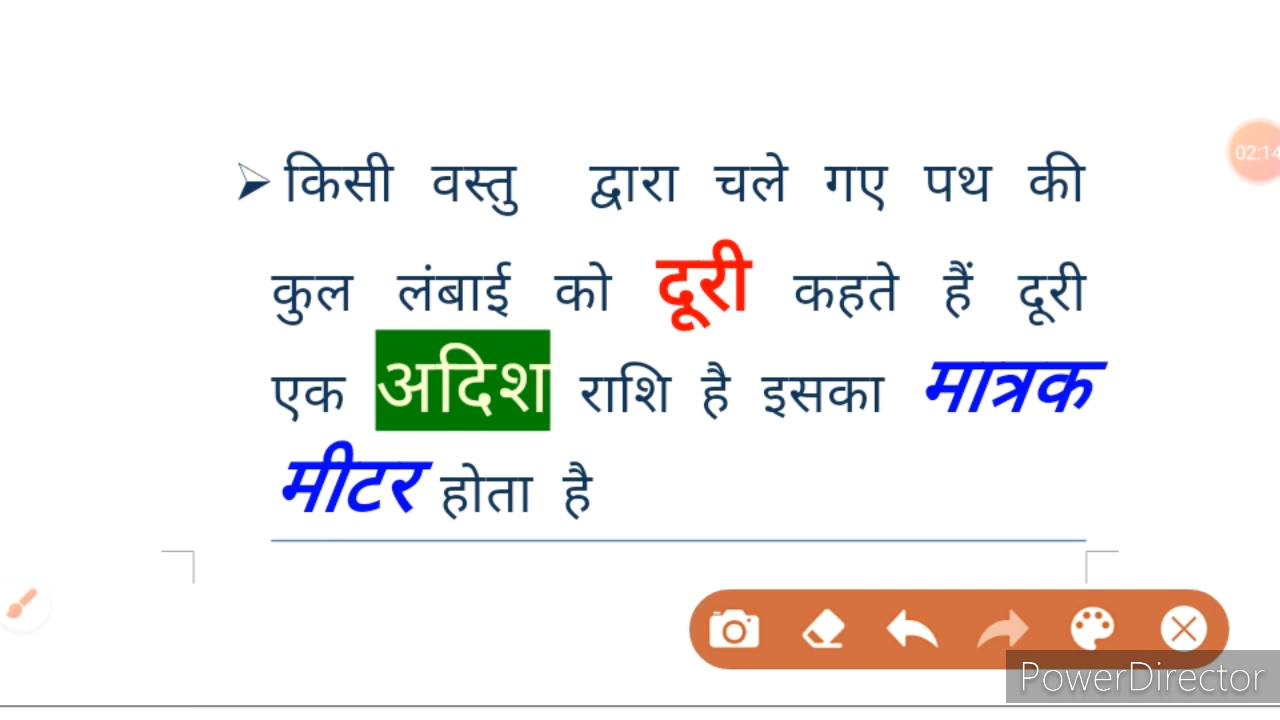 ➢ किसी वस्तु द्वारा चले गए पथ की
कुल लंबाई को दूरी कहते हैं दूरी
एक अदिश राशि है इसका मात्रक
मीटर होता है
02:14
PowerDirector